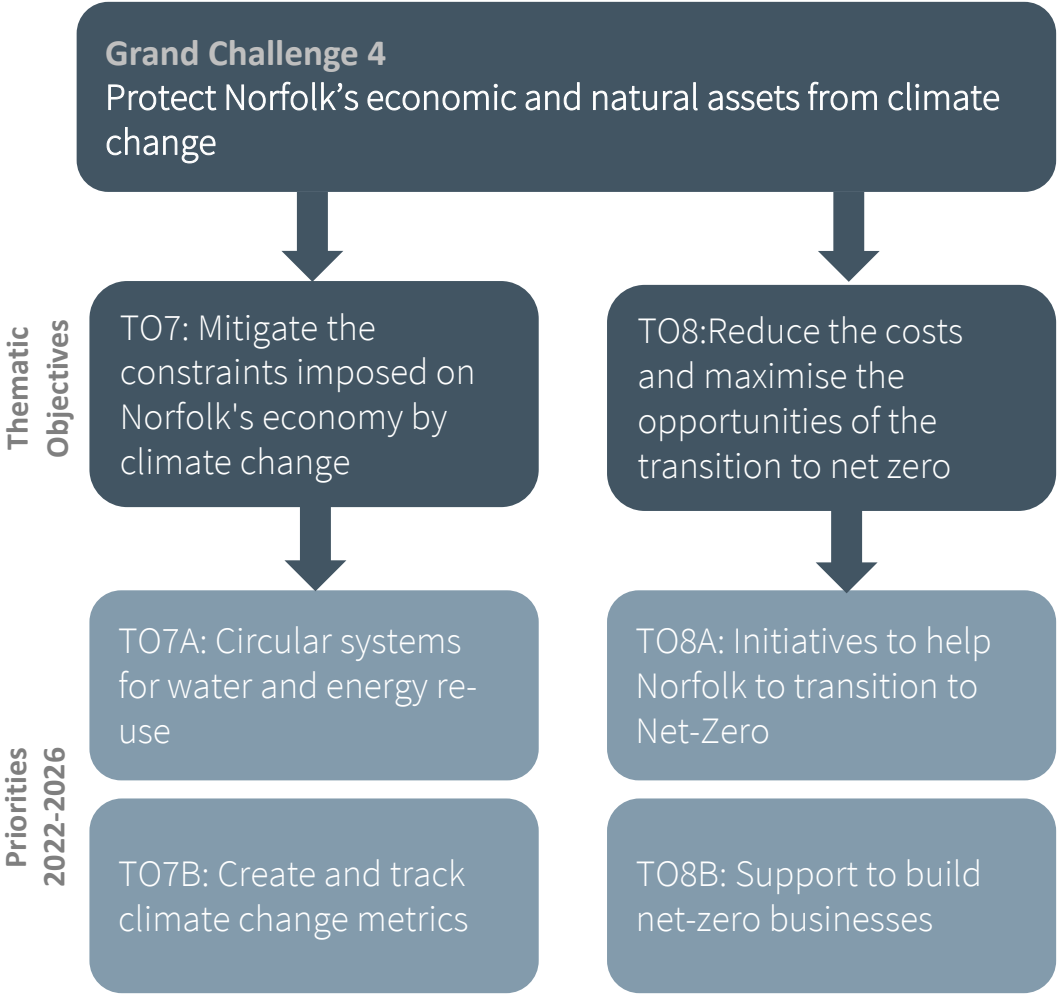 Grand Challenge 4
Protect Norfolk’s economic and natural assets from climate
change
Thematic
Objectives
TO7: Mitigate the
constraints imposed on
Norfolk's economy by
climate change
TO8:Reduce the costs
and maximise the
opportunities of the
transition to net zero
Priorities
2022-2026
TO7A: Circular systems
for water and energy re-
use
TO8A: Initiatives to help
Norfolk to transition to
Net-Zero
TO7B: Create and track
climate change metrics
TO8B: Support to build
net-zero businesses